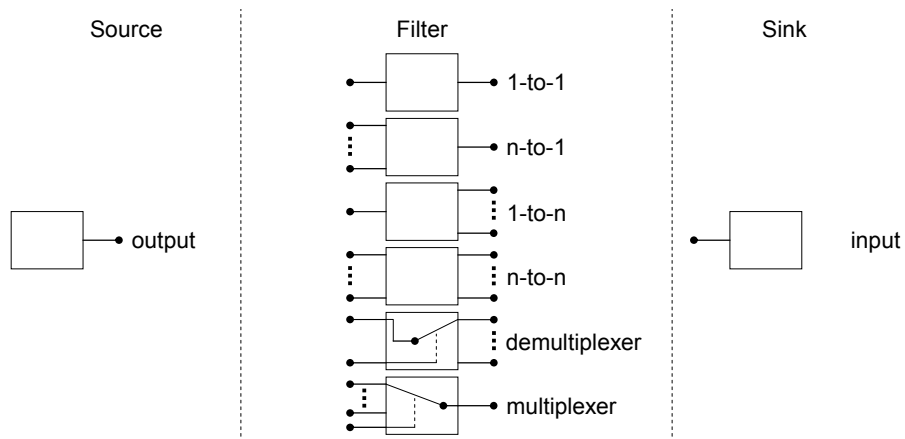 Source
Filter
Sink
1-to-1
n-to-1
1-to-n
output
input
n-to-n
demultiplexer
multiplexer